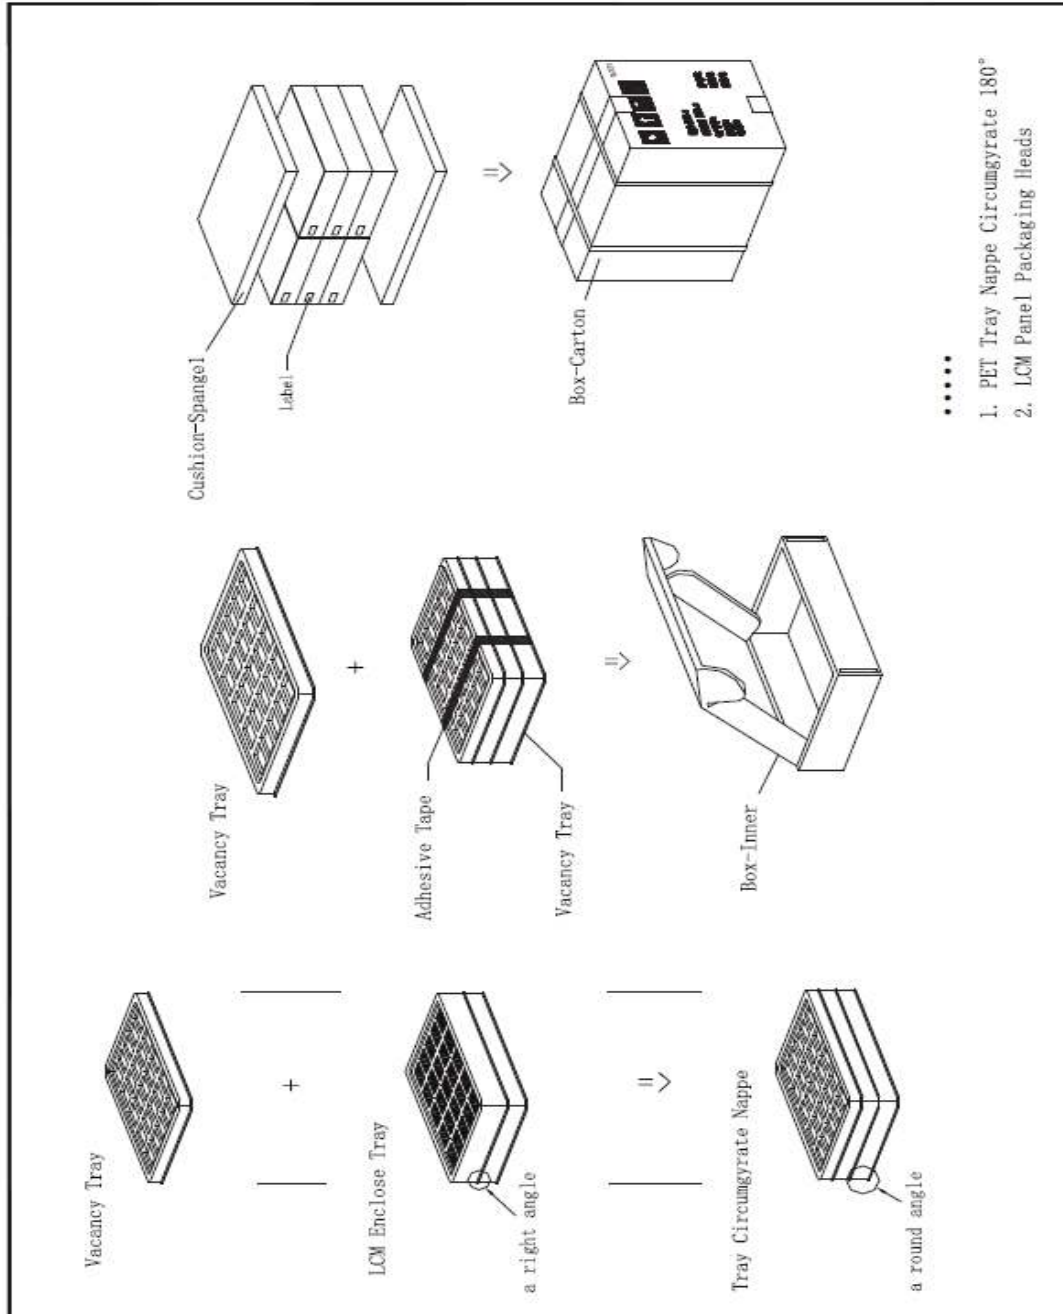 Vacancy Tray
+
LCM Enclose Tray
a right angle
Tray Circumgyrate Nappe
a round angle
Vacancy Tray
+
Adhesive Tape
Vacancy Tray
Box-Inner
Cushion-Spangel
Label
Box-Carton
1. PET Tray Nappe Circumgyrate 180°
2. LCM Panel Packaging Heads